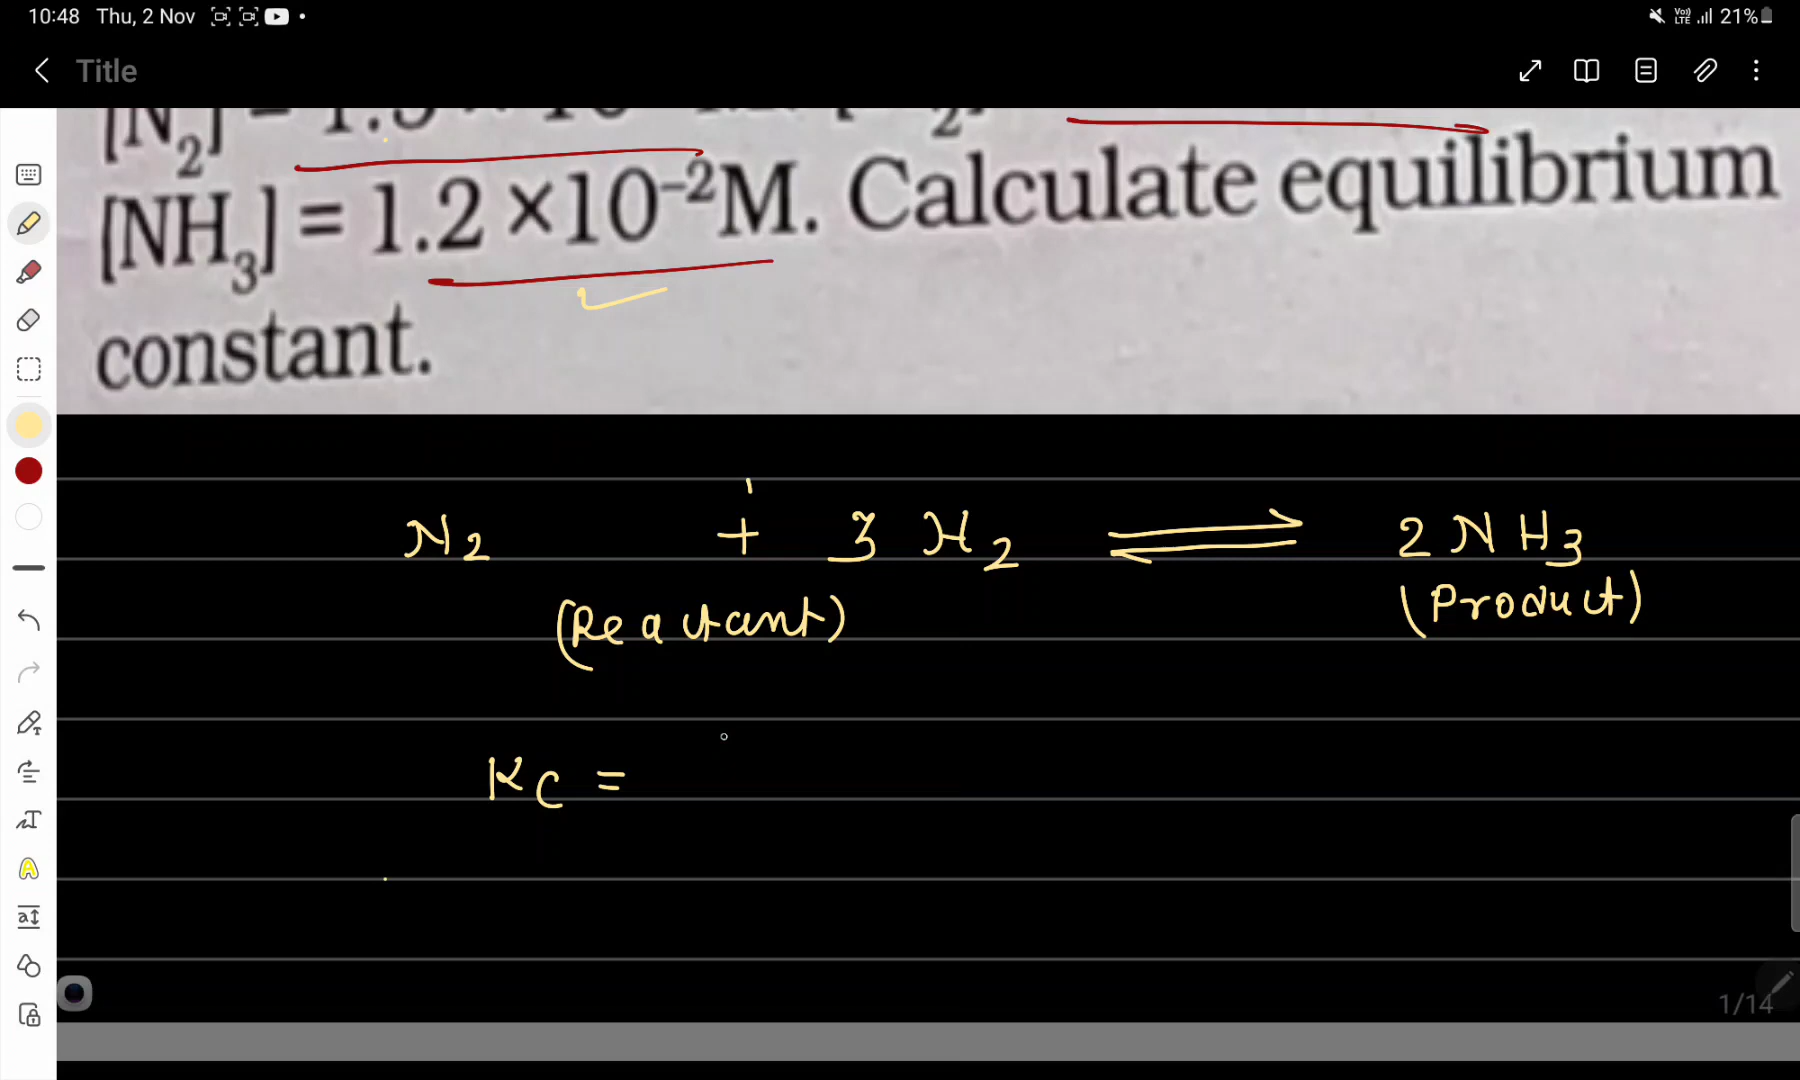 10:48 Thu, 2 Nov 21%
Title
[N2] =
[NH3] = 1.2 ×10⁻²M. Calculate equilibrium
constant.
N2 + 3 H2 ⇌ 2 NH3
(Reactant) (Product)
Kc =
1/14